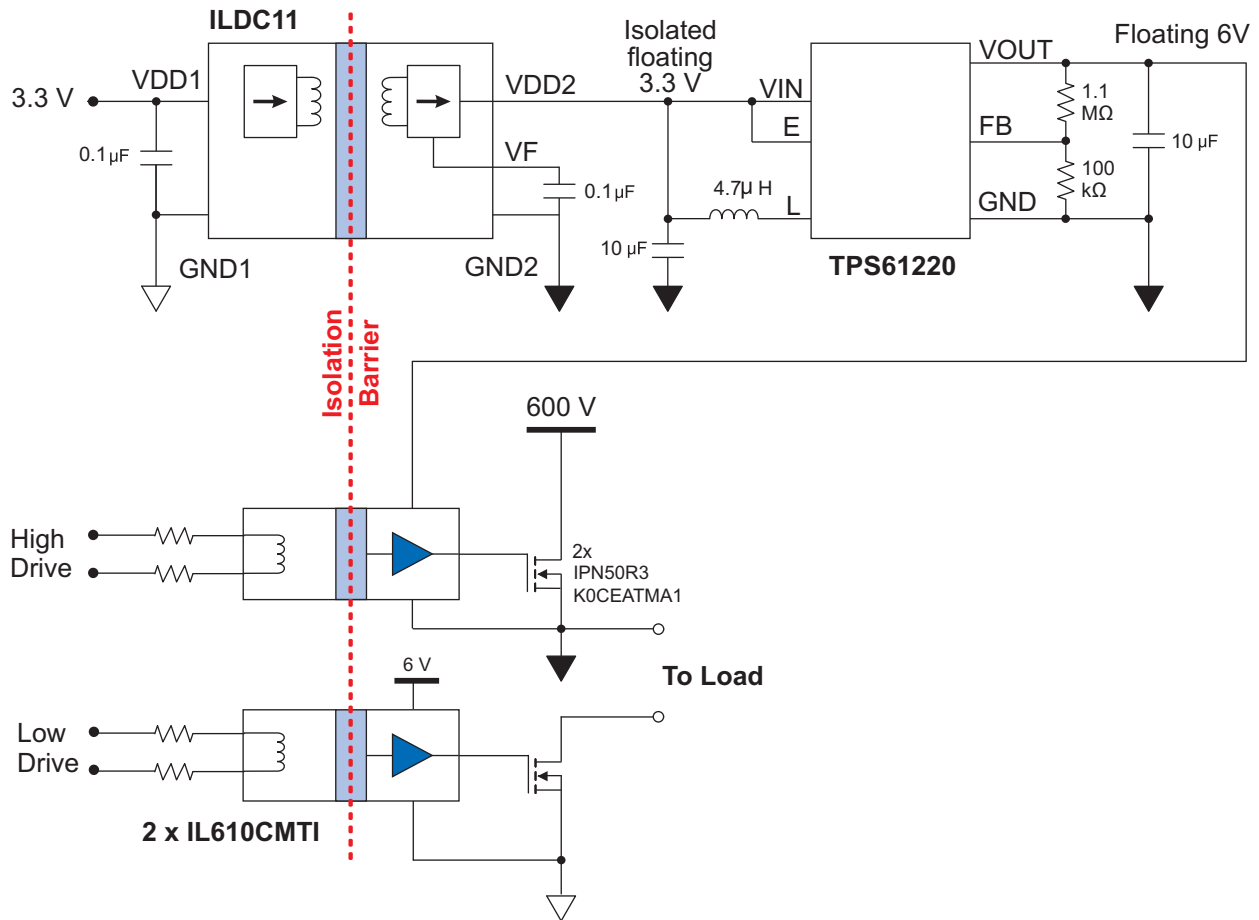 ILDC11
VDD1
3.3 V
0.1 µF
GND1
VDD2
VF
0.1 µF
GND2
Isolated
floating
3.3 V
VIN
E
4.7µ H
L
10 µF
VOUT
FB
GND
TPS61220
1.1
MΩ
100
kΩ
Floating 6V
10 µF
Isolation
Barrier
600 V
High
Drive
2x
IPN50R3
K0CEATMA1
6 V
To Load
Low
Drive
2 x IL610CMTI